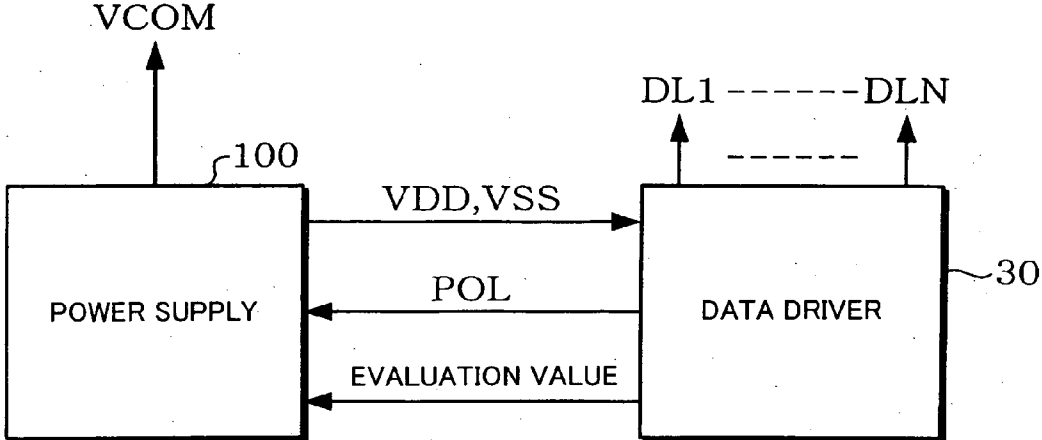 VCOM
DL1 DLN
100
VDD,VSS
30
POL
POWER SUPPLY
DATA DRIVER
EVALUATION VALUE